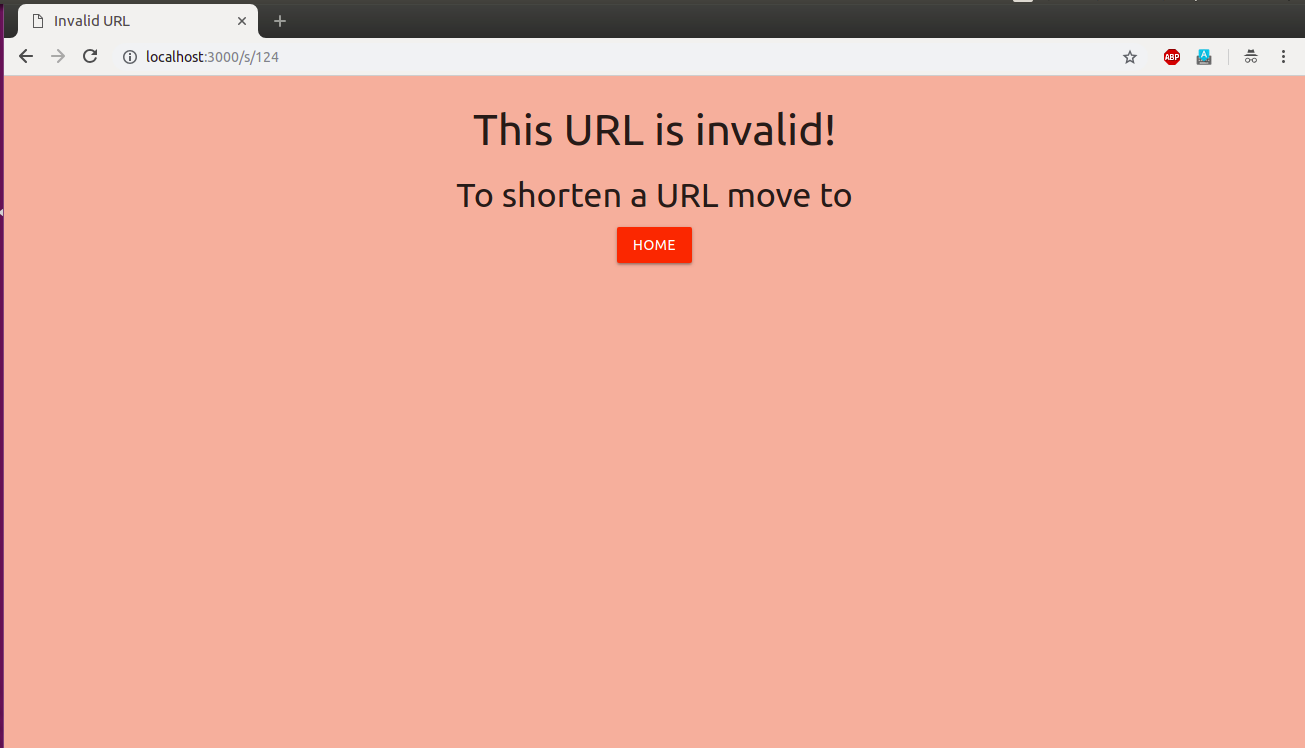 Invalid URL
localhost:3000/s/124
ABP
A
This URL is invalid!
To shorten a URL move to
HOME